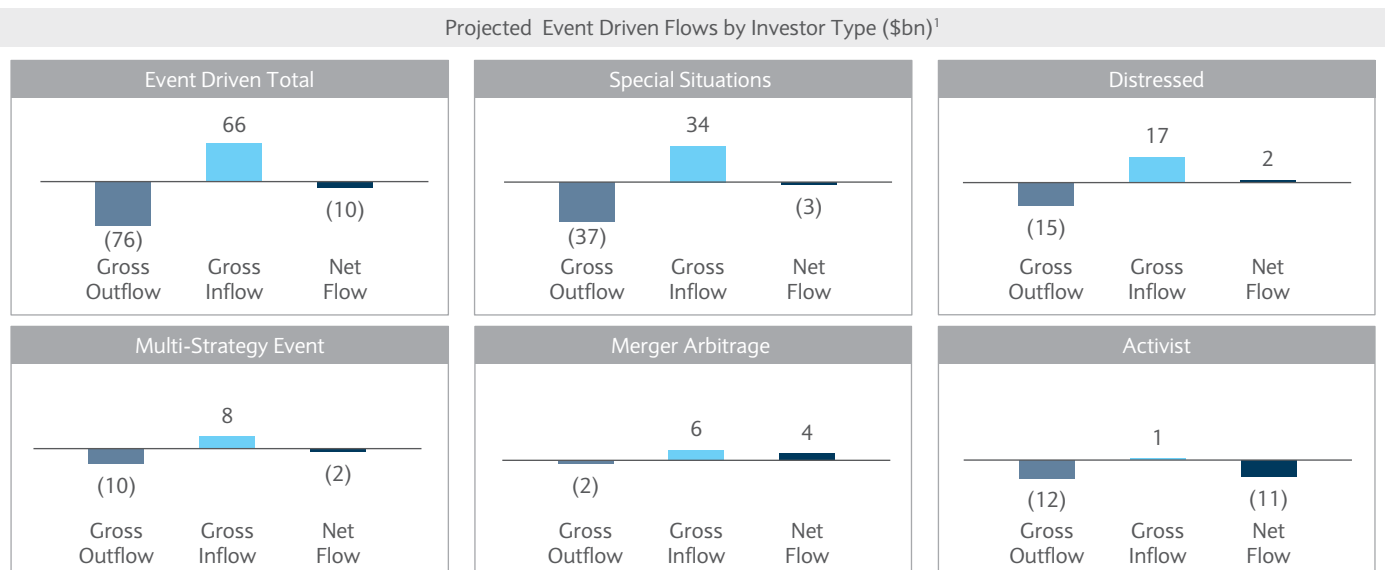 Projected Event Driven Flows by Investor Type ($bn)1
Event Driven Total
66
(10)
(76)
Gross Outflow
Gross Inflow
Net Flow
Special Situations
34
(3)
(37)
Gross Outflow
Gross Inflow
Net Flow
Distressed
17
2
(15)
Gross Outflow
Gross Inflow
Net Flow
Multi-Strategy Event
8
(2)
(10)
Gross Outflow
Gross Inflow
Net Flow
Merger Arbitrage
6
4
(2)
Gross Outflow
Gross Inflow
Net Flow
Activist
1
(12)
(11)
Gross Outflow
Gross Inflow
Net Flow